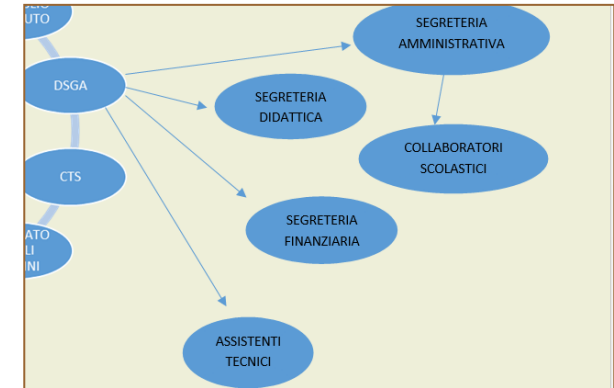 DSGA
CTS
SEGRETERIA
AMMINISTRATIVA
SEGRETERIA
DIDATTICA
COLLABORATORI
SCOLASTICI
SEGRETERIA
FINANZIARIA
ASSISTENTI
TECNICI